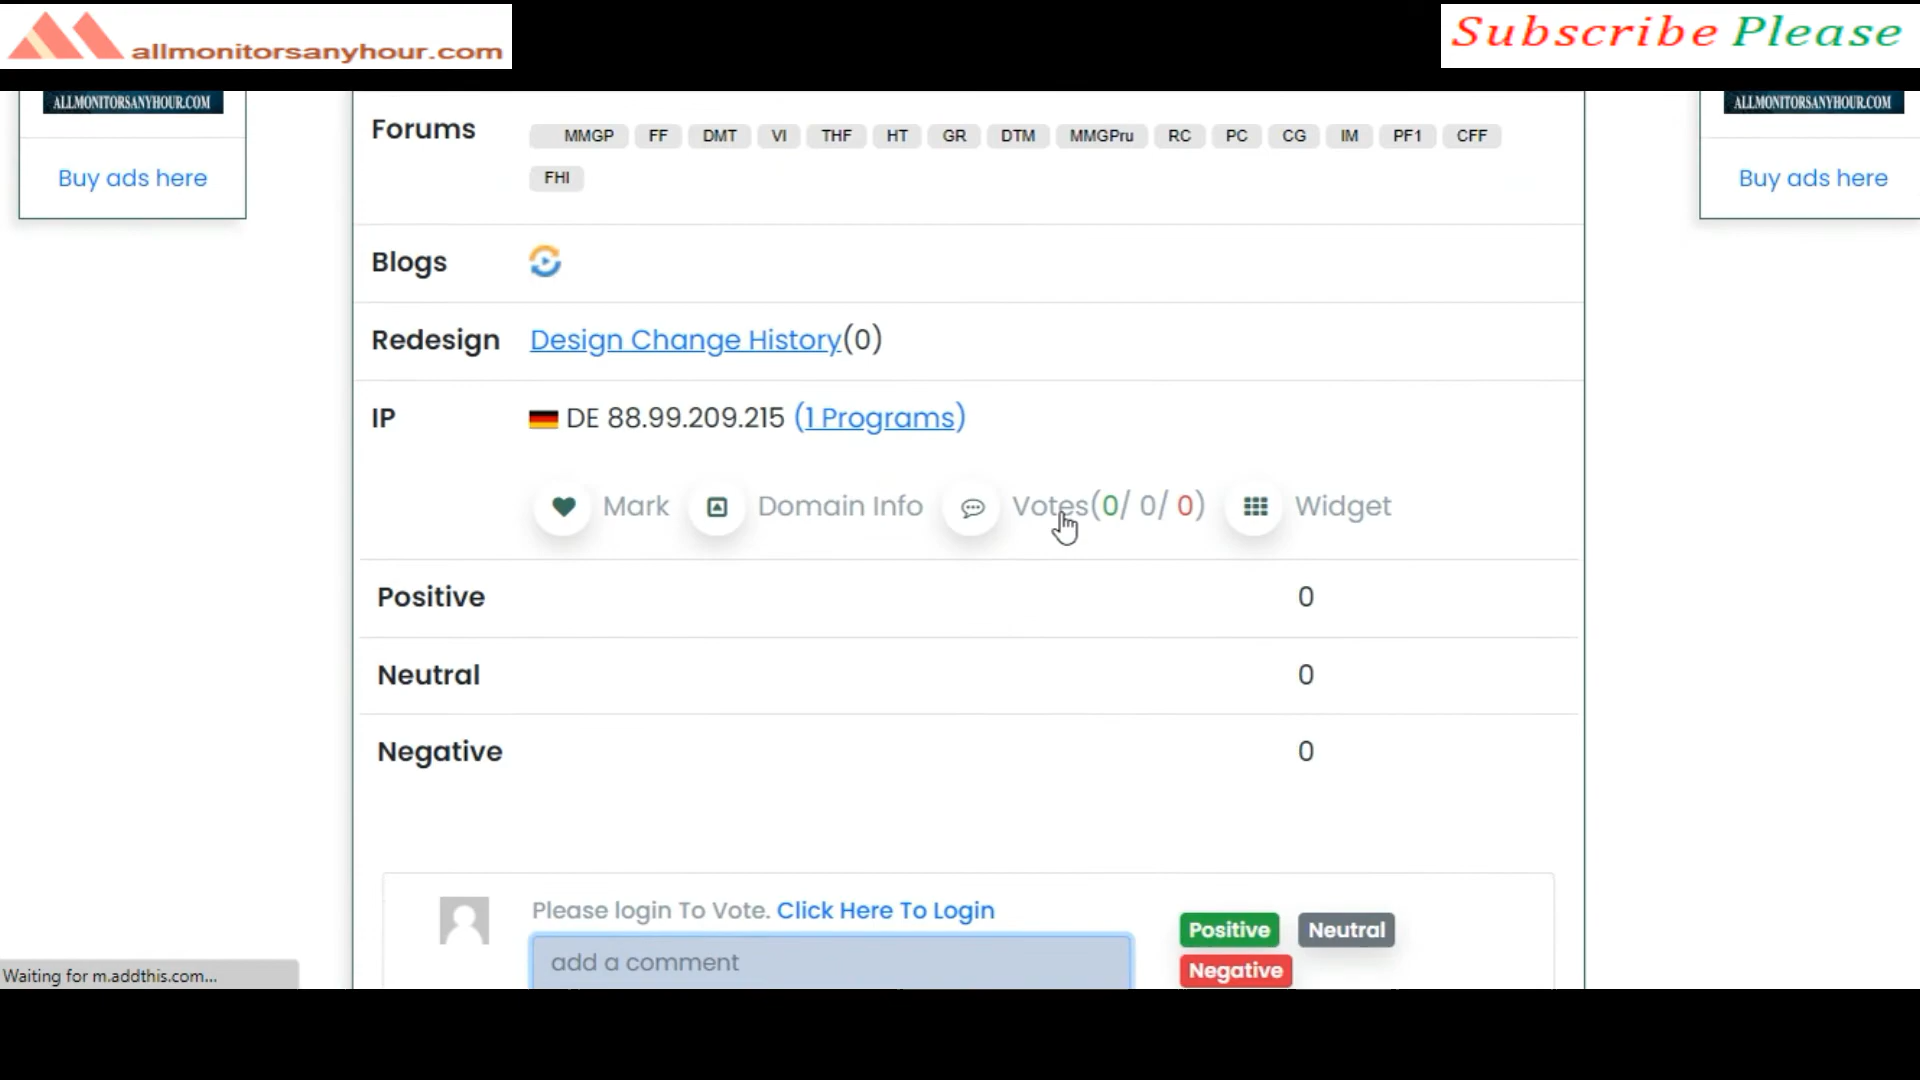 allmonitorsanyhour.com
Subscribe Please
ALLMONITORSANYHOUR.COM
ALLMONITORSANYHOUR.COM
Buy ads here
Buy ads here
Forums MMGP FF DMT VI THF HT GR DTM MMGPru RC PC CG IM PF1 CFF
FHI
Blogs
Redesign Design Change History(0)
IP DE 88.99.209.215 (1 Programs)
Mark Domain Info Votes(0/ 0/ 0) Widget
Positive 0
Neutral 0
Negative 0
Please login To Vote. Click Here To Login
add a comment
Positive Neutral
Negative
Waiting for m.addthis.com...